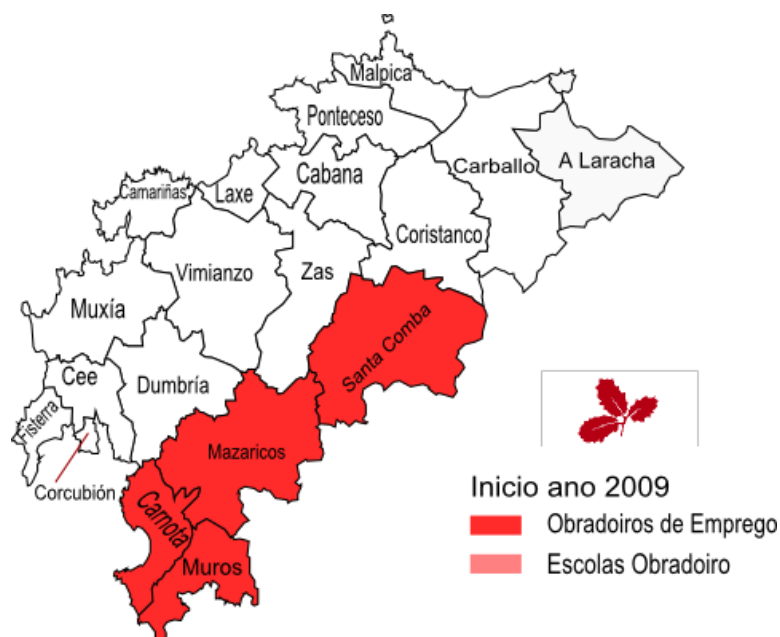 Malpica
Ponteceso
Carballo
A Laracha
Cabana
Camariñas
Laxe
Coristanco
Vimianzo
Zas
Muxía
Santa Comba
Cee
Dumbría
Fisterra
Mazaricos
Corcubión
Carnota
Muros
Inicio ano 2009
Obradoiros de Emprego
Escolas Obradoiro